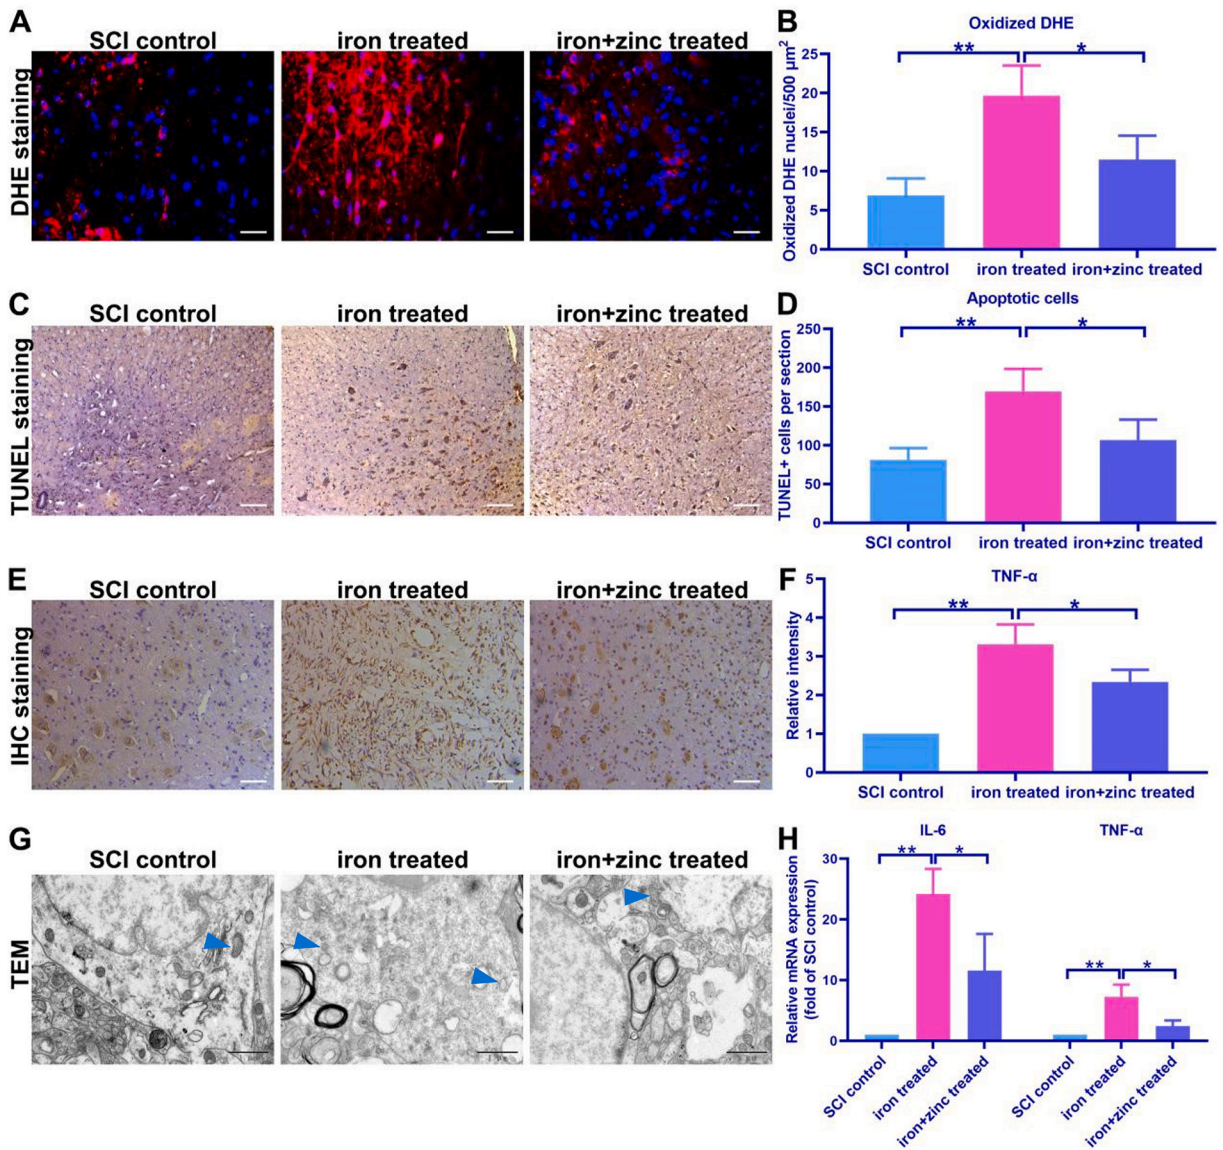 A
SCI control
iron treated
iron+zinc treated
DHE staining
B
Oxidized DHE
Oxidized DHE nuclei/500 µm²
25
20
15
10
5
0
**
*
SCI control
iron treated
iron+zinc treated
C
SCI control
iron treated
iron+zinc treated
TUNEL staining
D
Apoptotic cells
TUNEL+ cells per section
250
200
150
100
50
0
**
*
SCI control
iron treated
iron+zinc treated
E
SCI control
iron treated
iron+zinc treated
IHC staining
F
TNF-α
Relative intensity
5
4
3
2
1
0
**
*
SCI control
iron treated
iron+zinc treated
G
SCI control
iron treated
iron+zinc treated
TEM
H
IL-6
TNF-α
Relative mRNA expression
(fold of SCI control)
30
20
10
0
**
*
**
*
SCI control
iron treated
iron+zinc treated
SCI control
iron treated
iron+zinc treated